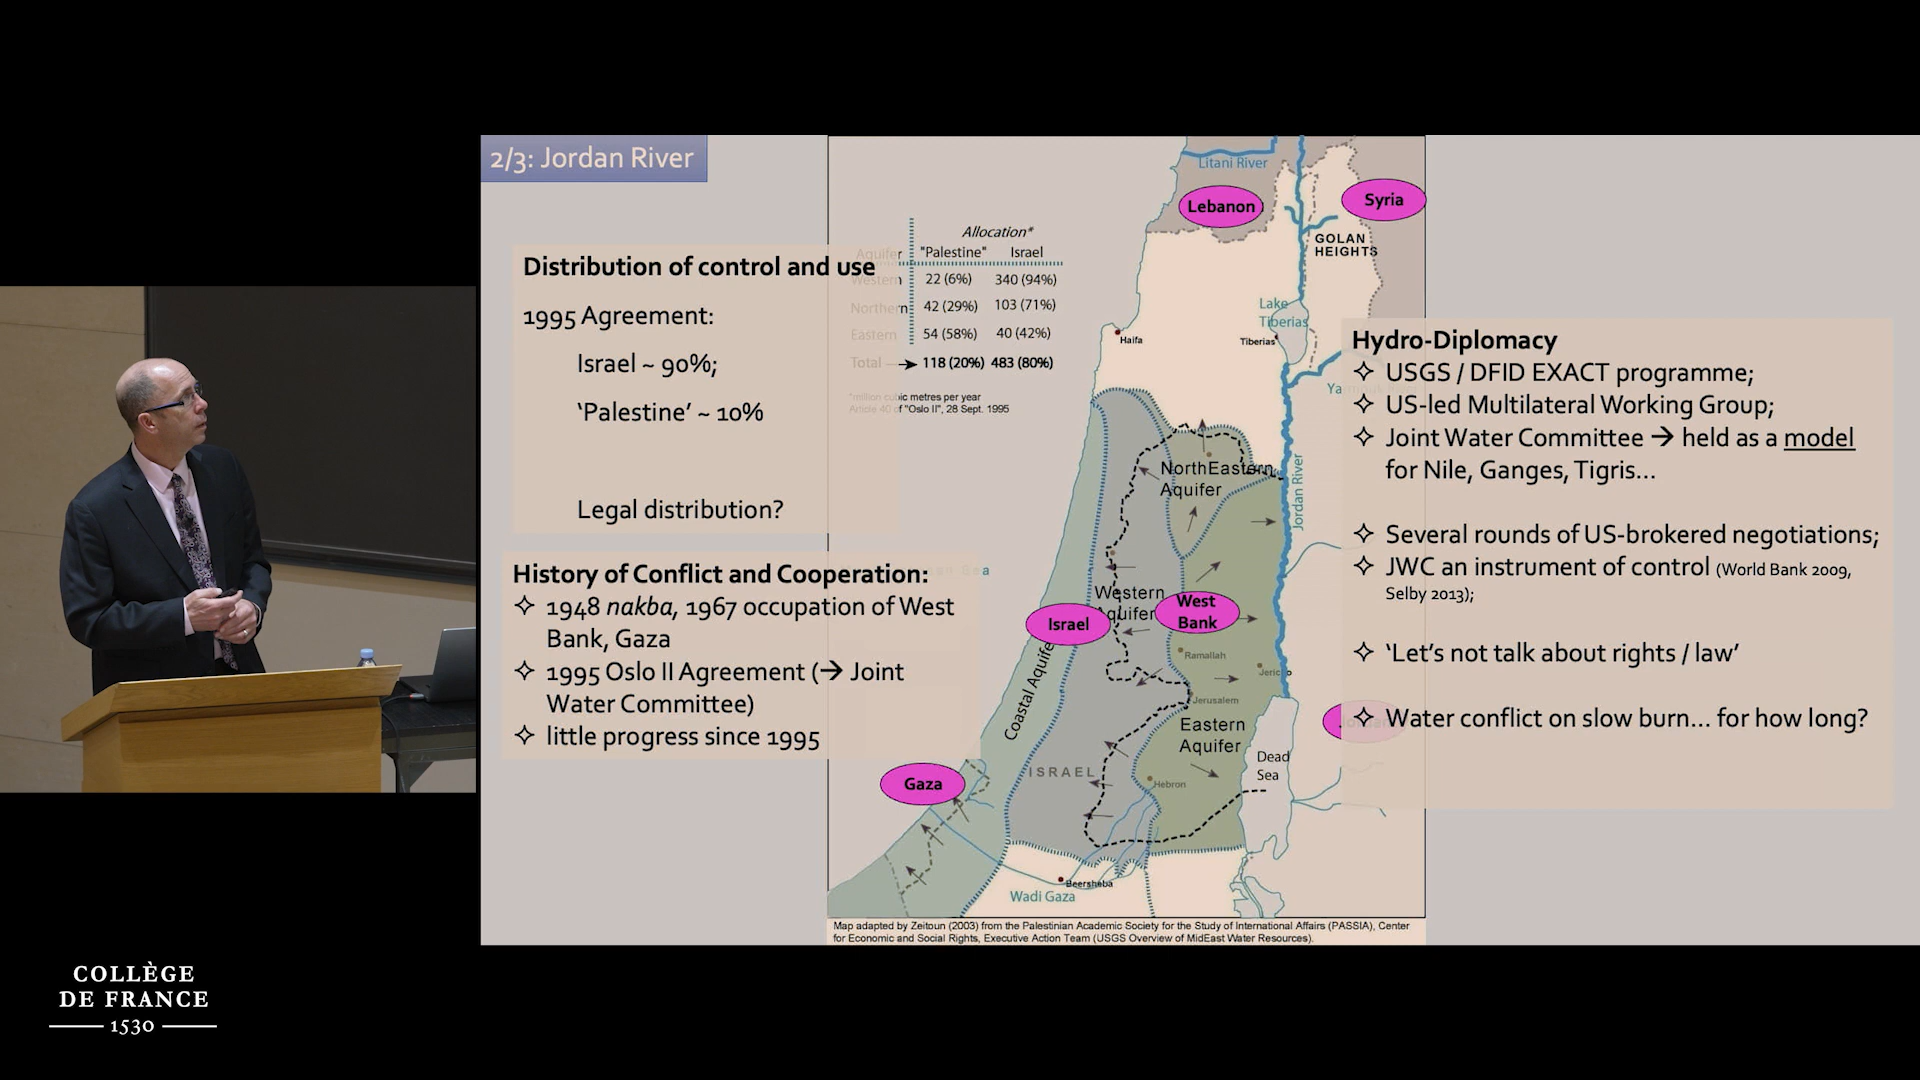 2/3: Jordan River
Distribution of control and use
1995 Agreement:
Israel ~ 90%;
‘Palestine’ ~ 10%
Legal distribution?
History of Conflict and Cooperation:
✧ 1948 nakba, 1967 occupation of West
Bank, Gaza
✧ 1995 Oslo II Agreement (→ Joint
Water Committee)
✧ little progress since 1995
Allocation*
Aquifer "Palestine" Israel
Western 22 (6%) 340 (94%)
Northern 42 (29%) 103 (71%)
Eastern 54 (58%) 40 (42%)
Total → 118 (20%) 483 (80%)
*million cubic metres per year
Article 40 of "Oslo II", 28 Sept. 1995
Litani River
Lebanon
Syria
GOLAN
HEIGHTS
Lake
Tiberias
Tiberias
Haifa
NorthEastern
Aquifer
Jordan River
Western
Aquifer
West
Bank
Israel
Ramallah
Jericho
Jerusalem
Coastal Aquifer
Eastern
Aquifer
Dead
Sea
ISRAEL
Hebron
Gaza
Beersheba
Wadi Gaza
Map adapted by Zeitoun (2003) from the Palestinian Academic Society for the Study of International Affairs (PASSIA), Center
for Economic and Social Rights, Executive Action Team (USGS Overview of MidEast Water Resources).
Hydro-Diplomacy
✧ USGS / DFID EXACT programme;
✧ US-led Multilateral Working Group;
✧ Joint Water Committee → held as a model
for Nile, Ganges, Tigris...
✧ Several rounds of US-brokered negotiations;
✧ JWC an instrument of control (World Bank 2009,
Selby 2013);
✧ ‘Let’s not talk about rights / law’
✧ Water conflict on slow burn... for how long?
COLLÈGE
DE FRANCE
1530